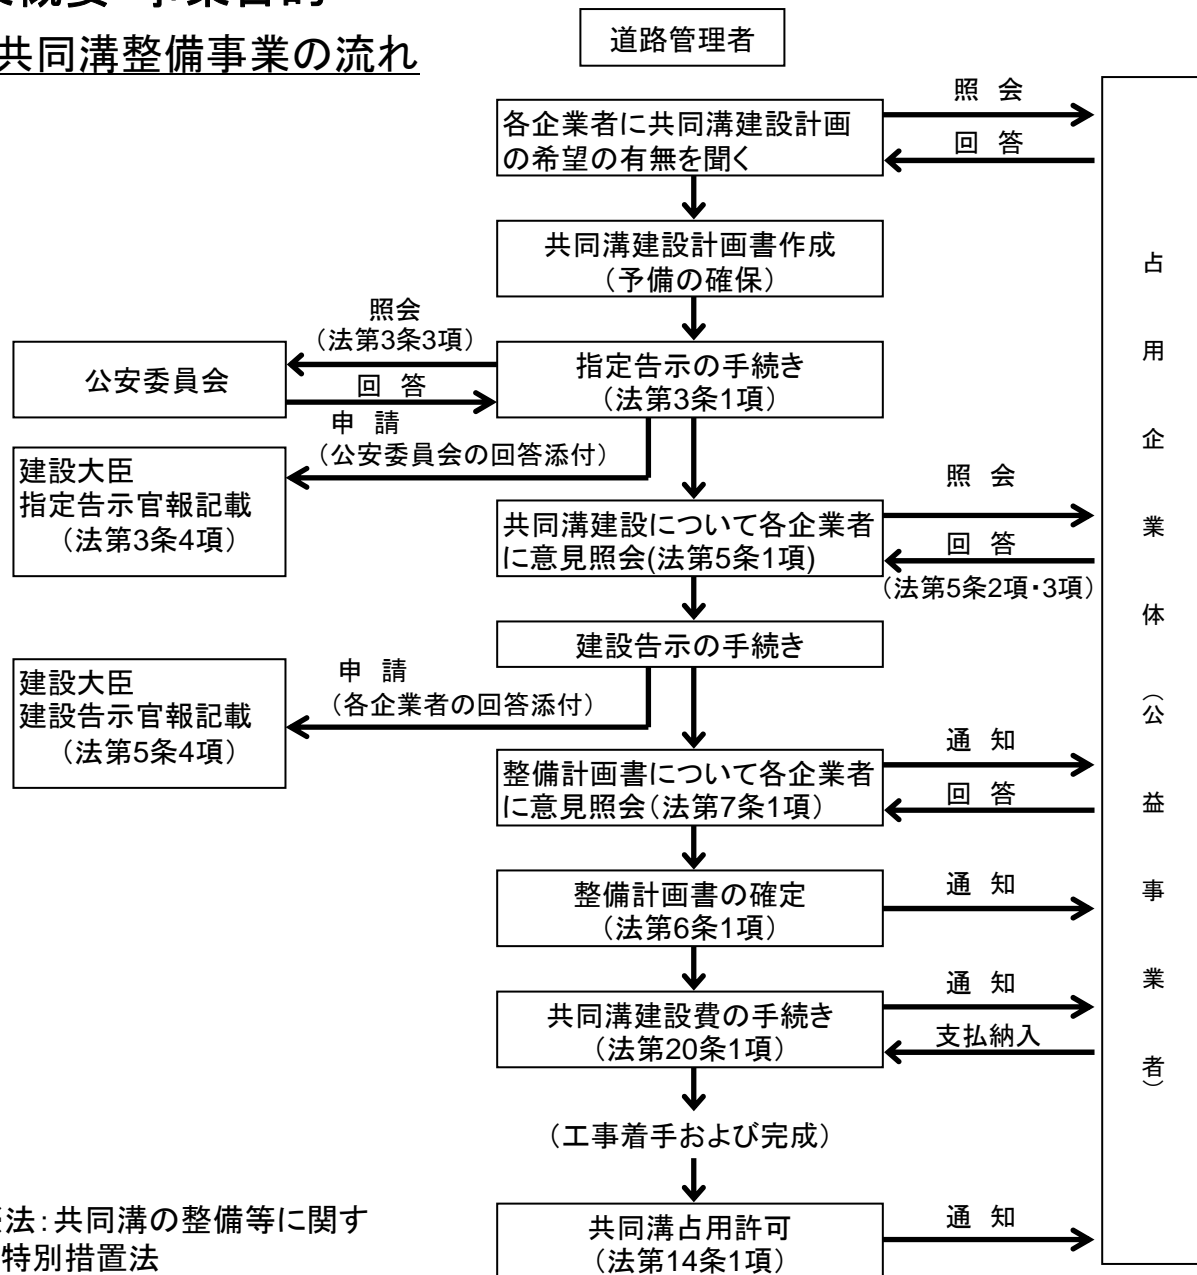 共同溝整備事業の流れ
道路管理者
各企業者に共同溝建設計画
の希望の有無を聞く
照 会
回 答
共同溝建設計画書作成
（予備の確保）
照会
（法第3条3項）
公安委員会
回 答
指定告示の手続き
（法第3条1項）
申 請
（公安委員会の回答添付）
建設大臣
指定告示官報記載
（法第3条4項）
共同溝建設について各企業者
に意見照会(法第5条1項)
照 会
回 答
（法第5条2項・3項）
建設告示の手続き
申 請
（各企業者の回答添付）
建設大臣
建設告示官報記載
（法第5条4項）
整備計画書について各企業者
に意見照会（法第7条1項）
通 知
回 答
整備計画書の確定
（法第6条1項）
通 知
共同溝建設費の手続き
（法第20条1項）
通 知
支払納入
（工事着手および完成）
共同溝占用許可
（法第14条1項）
通 知
占用企業体（公益事業者）
法：共同溝の整備等に関す
特別措置法